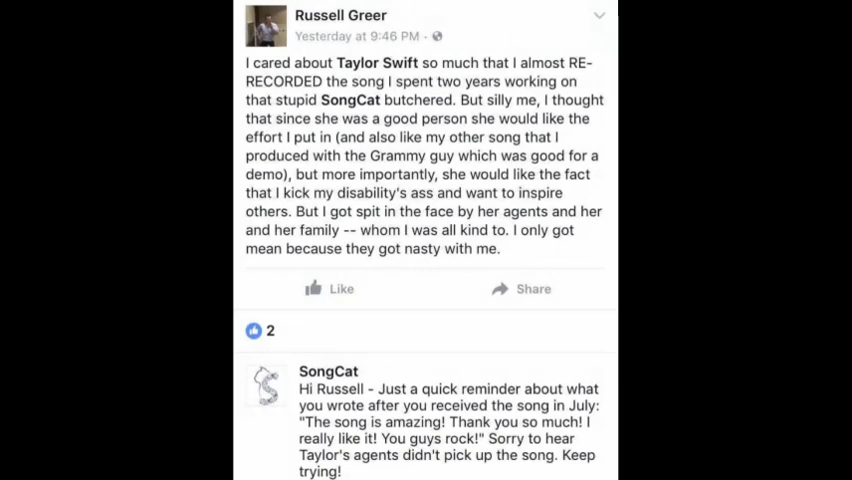 Russell Greer
Yesterday at 9:46 PM •
I cared about Taylor Swift so much that I almost RE-
RECORDED the song I spent two years working on
that stupid SongCat butchered. But silly me, I thought
that since she was a good person she would like the
effort I put in (and also like my other song that I
produced with the Grammy guy which was good for a
demo), but more importantly, she would like the fact
that I kick my disability's ass and want to inspire
others. But I got spit in the face by her agents and her
and her family -- whom I was all kind to. I only got
mean because they got nasty with me.
Like Share
2
SongCat
Hi Russell - Just a quick reminder about what
you wrote after you received the song in July:
"The song is amazing! Thank you so much! I
really like it! You guys rock!" Sorry to hear
Taylor's agents didn't pick up the song. Keep
trying!